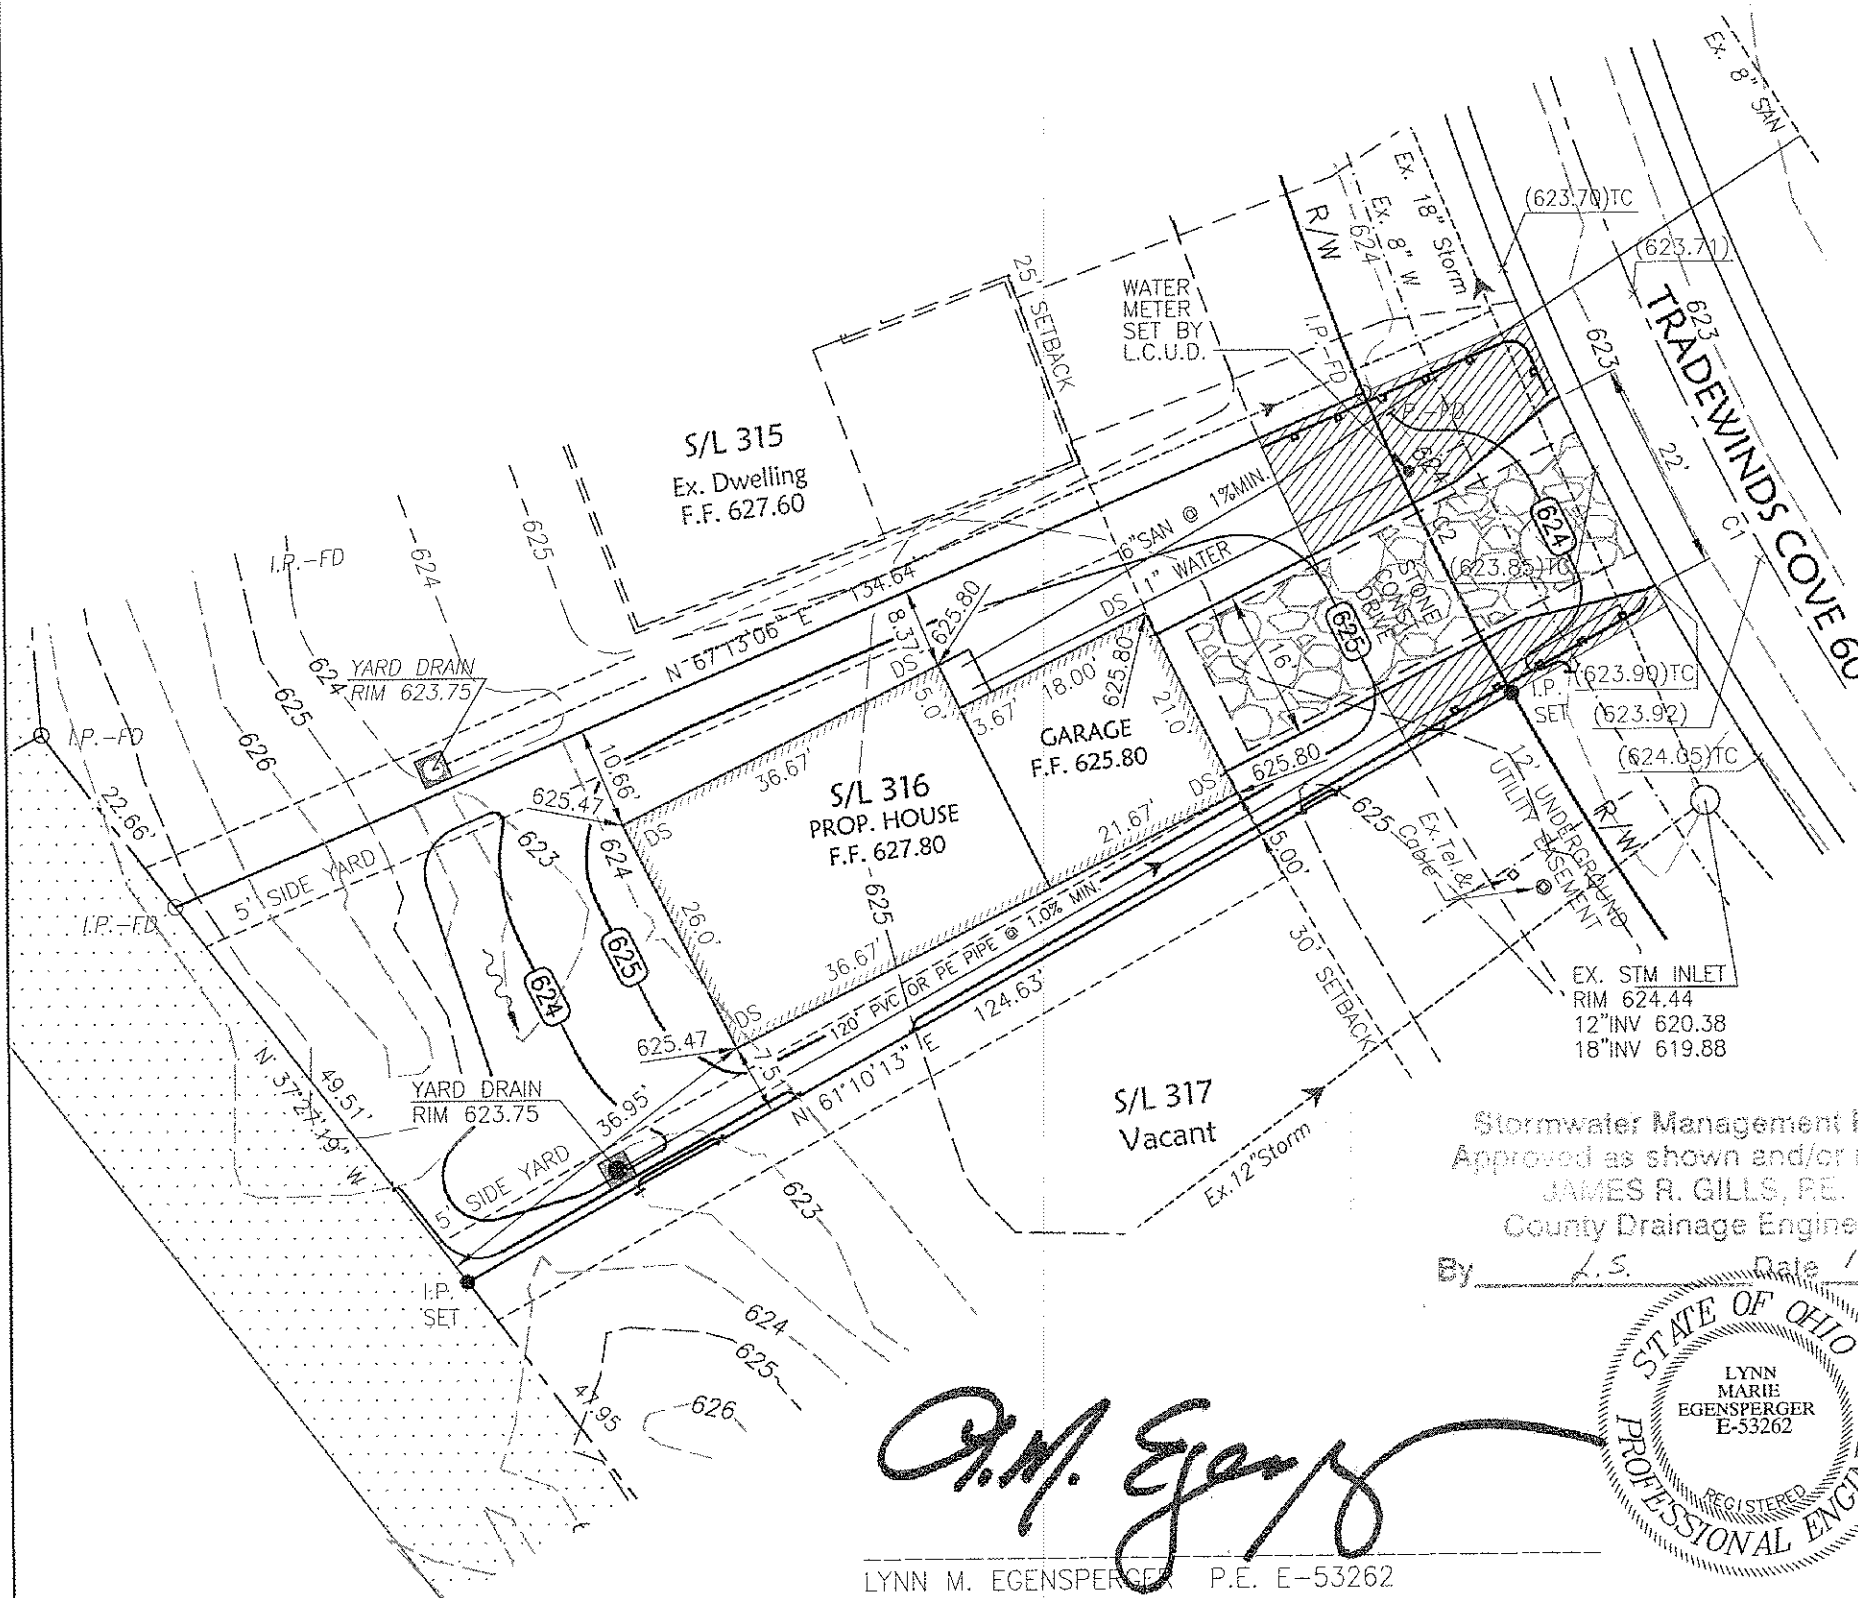 Ex. 8" SAN
(623.70)TC
(623.71)
623
TRADEWINDS COVE 60
623
22'
C1
Ex. 18" Storm
Ex. 8" W
624
R/W
I.P.-FD
I.P.-FD
WATER
METER
SET BY
L.C.U.D.
25' SETBACK
S/L 315
Ex. Dwelling
F.F. 627.60
624
C2
624
(623.85)TC
STONE
CONST.
DRIVE
625
16'
6"SAN @ 1%MIN.
1" WATER
DS
N 67°13'06" E
134.64'
8.37'
625.80
DS
5.0'
3.67'
18.00'
625.80
21.0'
GARAGE
F.F. 625.80
DS
625.80
21.67'
S/L 316
PROP. HOUSE
F.F. 627.80
36.67'
625
36.67'
10.66'
625.47
DS
624
26.0'
625.47
DS
7.5'
625
624
624
625
I.P.-FD
624
625
624
626
YARD DRAIN
RIM 623.75
623
I.P.-FD
22.66'
I.P.-FD
5' SIDE YARD
N 37°27'19" W
49.51'
YARD DRAIN
RIM 623.75
36.95'
5' SIDE YARD
I.P.
SET
120' PVC OR PE PIPE @ 1.0% MIN.
N 61°10'13" E
124.63'
5.00'
30' SETBACK
625
Ex.Tel.&
Cable
12' UNDERGROUND
UTILITY EASEMENT
R/W
I.P.
SET
(623.90)TC
(623.92)
(624.05)TC
EX. STM INLET
RIM 624.44
12"INV 620.38
18"INV 619.88
S/L 317
Vacant
Ex.12"Storm
623
624
625
626
47.95
Stormwater Management
Approved as shown and/or
JAMES R. GILLS, P.E.
County Drainage Engine
By L.S. Date
STATE OF OHIO
LYNN
MARIE
EGENSPERGER
E-53262
REGISTERED
PROFESSIONAL ENGIN
LYNN M. EGENSPERGER P.E. E-53262